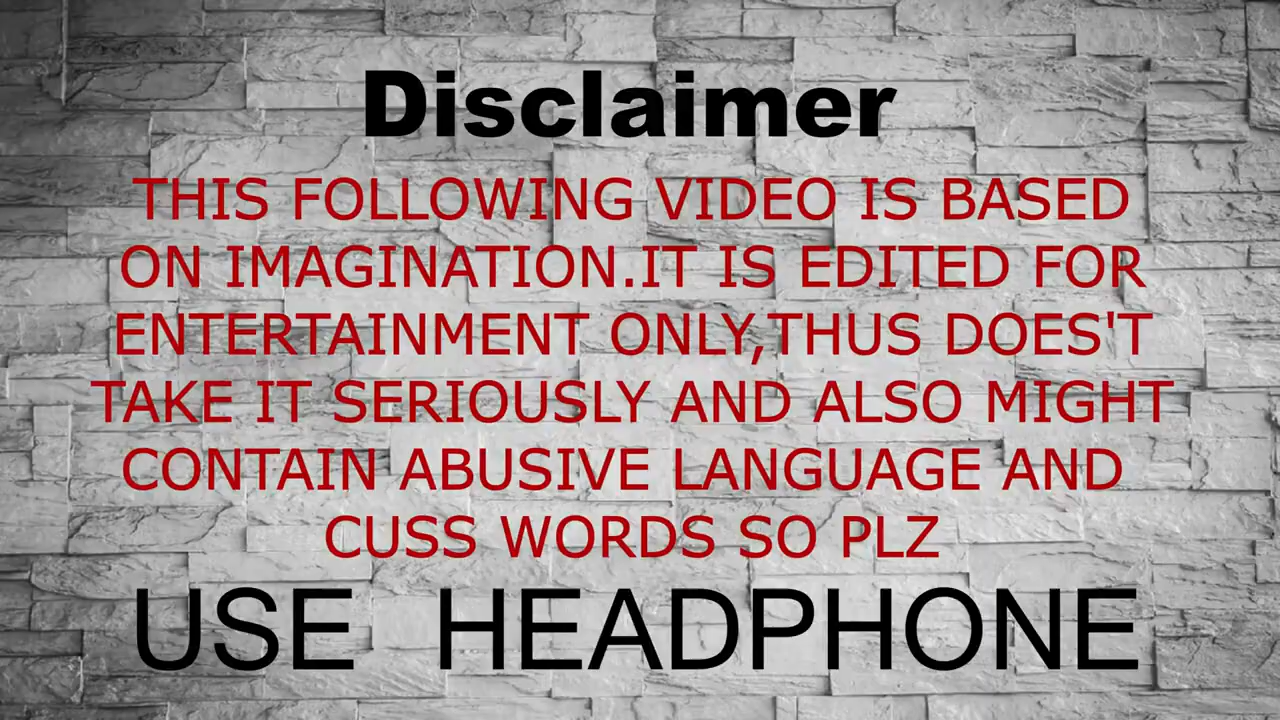 Disclaimer
THIS FOLLOWING VIDEO IS BASED
ON IMAGINATION.IT IS EDITED FOR
ENTERTAINMENT ONLY,THUS DOES'T
TAKE IT SERIOUSLY AND ALSO MIGHT
CONTAIN ABUSIVE LANGUAGE AND
CUSS WORDS SO PLZ
USE HEADPHONE